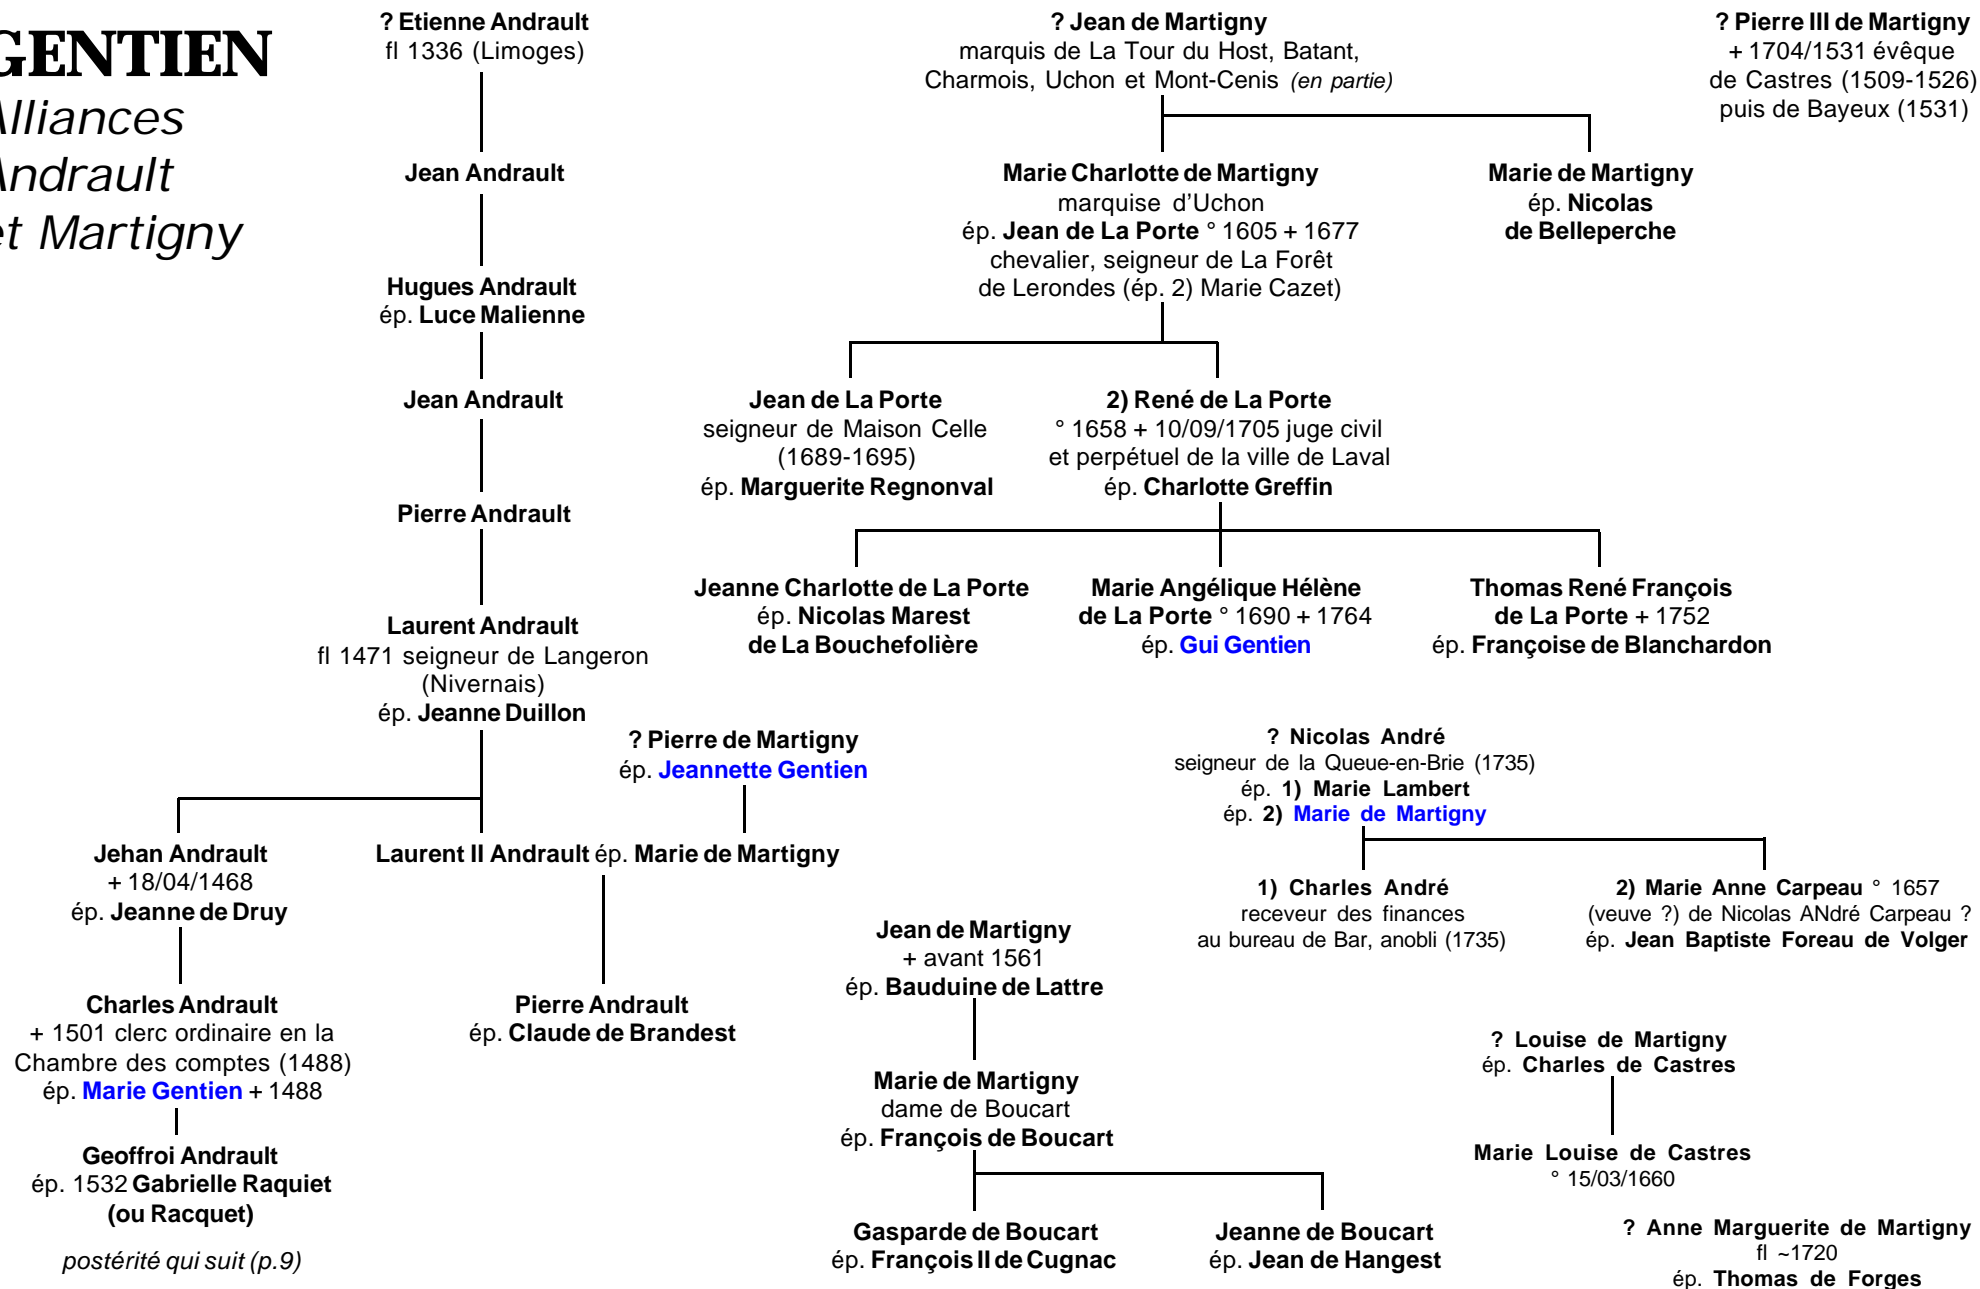 GENTIEN
Alliances
Andrault
et Martigny
? Etienne Andrault
fl 1336 (Limoges)
Jean Andrault
Hugues Andrault
ép. Luce Malienne
Jean Andrault
Pierre Andrault
Laurent Andrault
fl 1471 seigneur de Langeron
(Nivernais)
ép. Jeanne Duillon
Jehan Andrault
+ 18/04/1468
ép. Jeanne de Druy
Charles Andrault
+ 1501 clerc ordinaire en la
Chambre des comptes (1488)
ép. Marie Gentien + 1488
Geoffroi Andrault
ép. 1532 Gabrielle Raquiet
(ou Racquet)
postérité qui suit (p.9)
? Pierre de Martigny
ép. Jeannette Gentien
Laurent II Andrault ép. Marie de Martigny
Pierre Andrault
ép. Claude de Brandest
? Jean de Martigny
marquis de La Tour du Host, Batant,
Charmois, Uchon et Mont-Cenis (en partie)
Marie Charlotte de Martigny
marquise d'Uchon
ép. Jean de La Porte ° 1605 + 1677
chevalier, seigneur de La Forêt
de Lerondes (ép. 2) Marie Cazet)
Marie de Martigny
ép. Nicolas
de Belleperche
Jean de La Porte
seigneur de Maison Celle
(1689-1695)
ép. Marguerite Regnonval
2) René de La Porte
° 1658 + 10/09/1705 juge civil
et perpétuel de la ville de Laval
ép. Charlotte Greffin
Jeanne Charlotte de La Porte
ép. Nicolas Marest
de La Bouchefolière
Marie Angélique Hélène
de La Porte ° 1690 + 1764
ép. Gui Gentien
Thomas René François
de La Porte + 1752
ép. Françoise de Blanchardon
? Pierre III de Martigny
+ 1704/1531 évêque
de Castres (1509-1526)
puis de Bayeux (1531)
? Nicolas André
seigneur de la Queue-en-Brie (1735)
ép. 1) Marie Lambert
ép. 2) Marie de Martigny
1) Charles André
receveur des finances
au bureau de Bar, anobli (1735)
2) Marie Anne Carpeau ° 1657
(veuve ?) de Nicolas ANdré Carpeau ?
ép. Jean Baptiste Foreau de Volger
Jean de Martigny
+ avant 1561
ép. Bauduine de Lattre
Marie de Martigny
dame de Boucart
ép. François de Boucart
Gasparde de Boucart
ép. François II de Cugnac
Jeanne de Boucart
ép. Jean de Hangest
? Louise de Martigny
ép. Charles de Castres
Marie Louise de Castres
° 15/03/1660
? Anne Marguerite de Martigny
fl ~1720
ép. Thomas de Forges